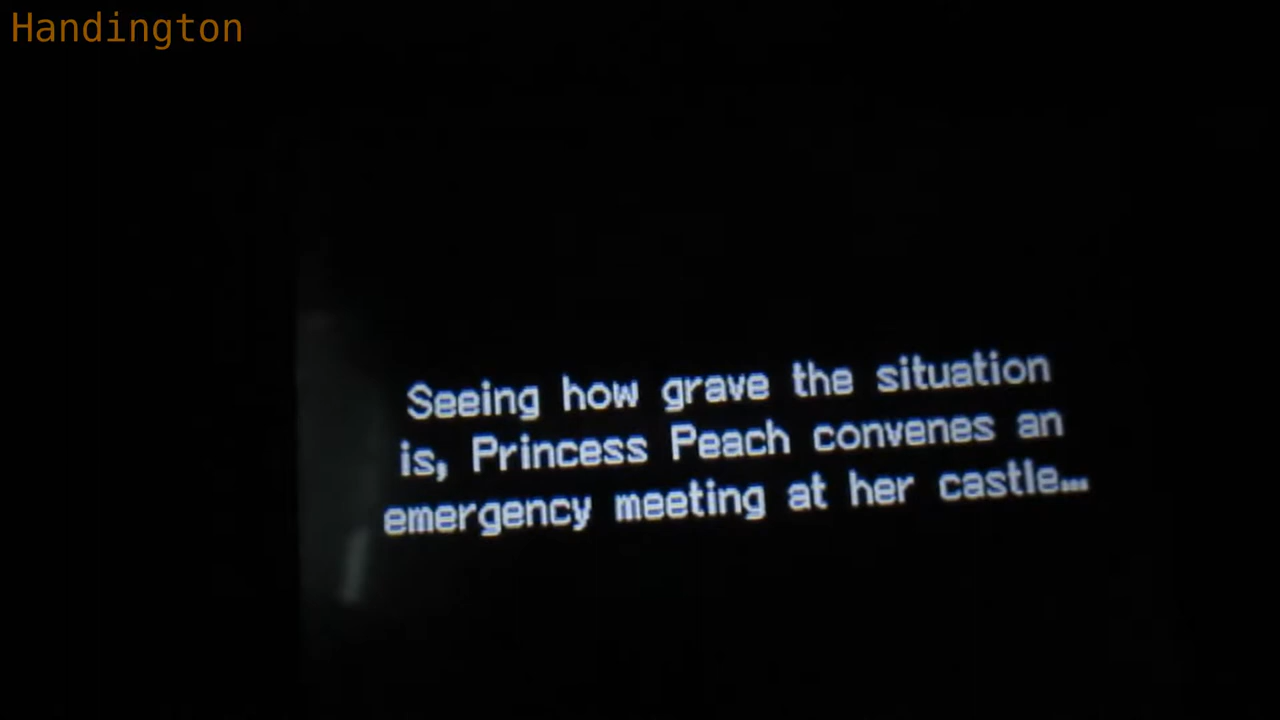 Handington
Seeing how grave the situation
is, Princess Peach convenes an
emergency meeting at her castle…